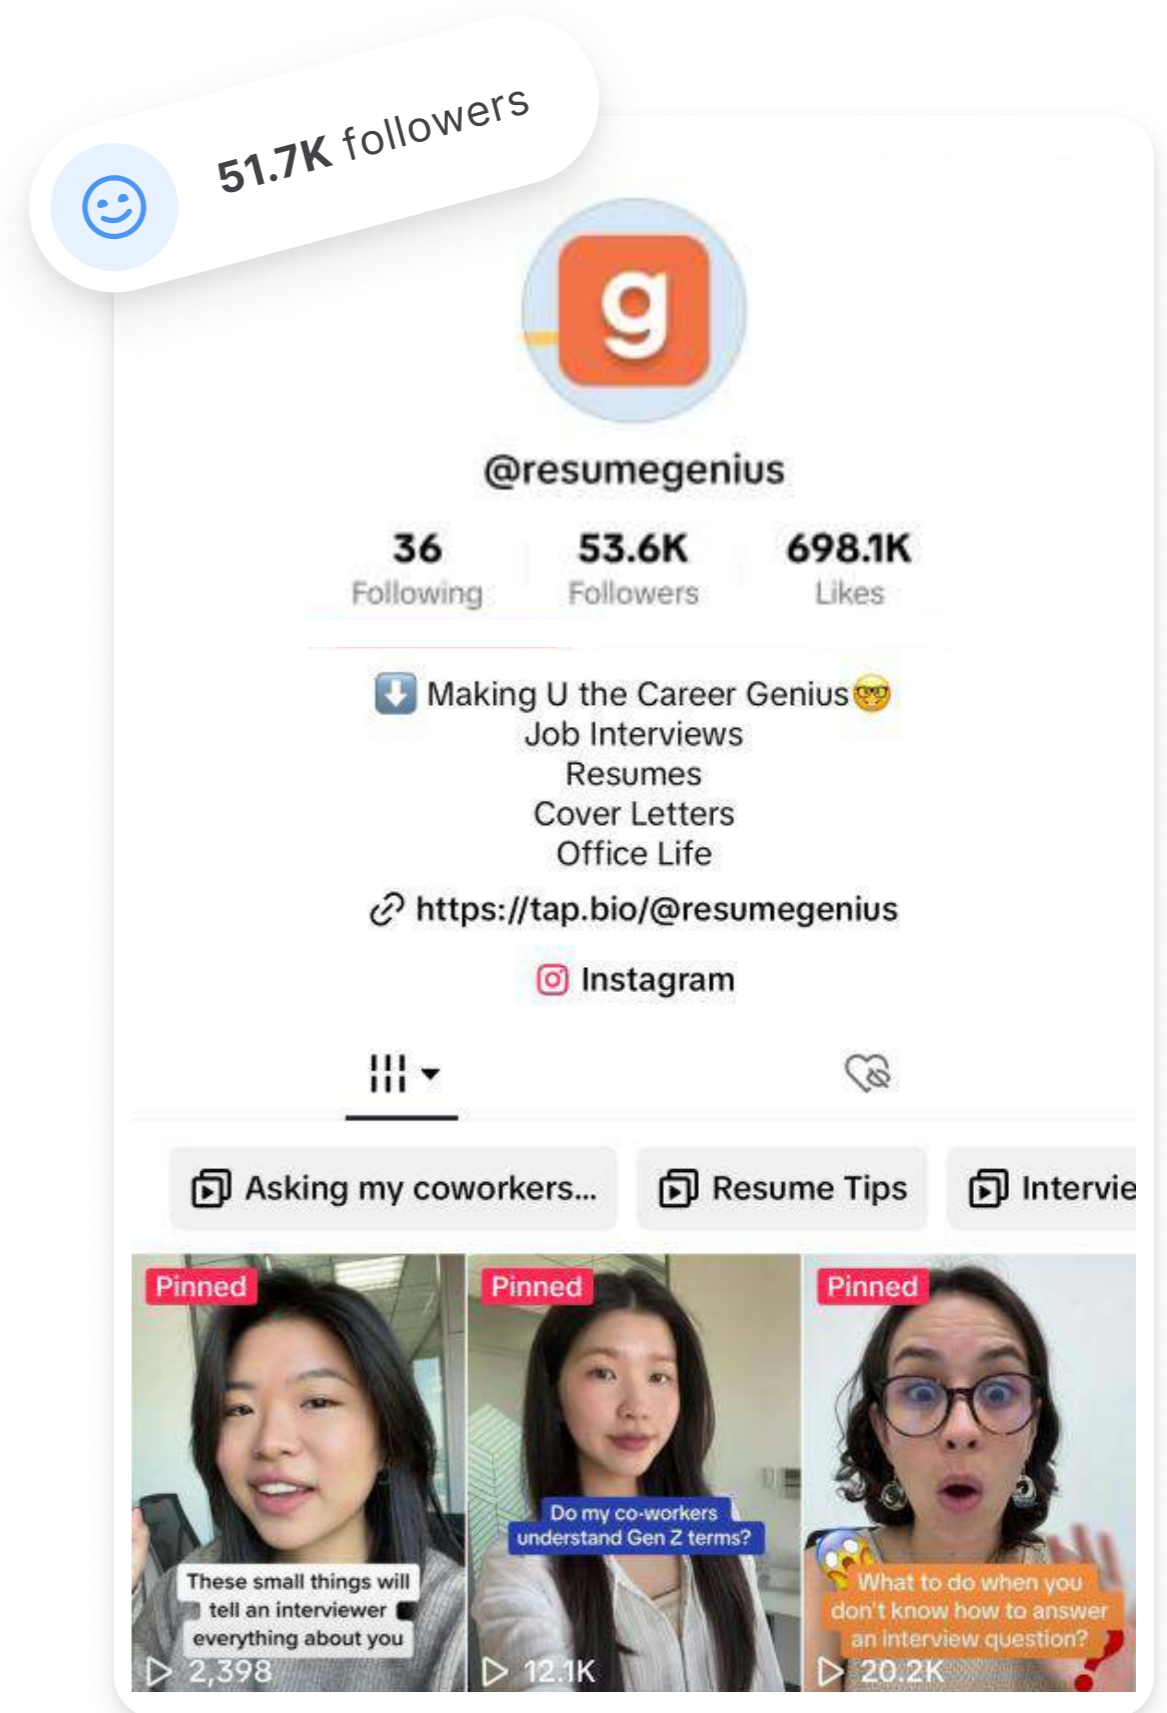 51.7K followers
g
@resumegenius
36 53.6K 698.1K
Following Followers Likes
Making U the Career Genius
Job Interviews
Resumes
Cover Letters
Office Life
https://tap.bio/@resumegenius
Instagram
Asking my coworkers... Resume Tips Intervie
Pinned
These small things will
tell an interviewer
everything about you
2,398
Pinned
Do my co-workers
understand Gen Z terms?
12.1K
Pinned
What to do when you
don't know how to answer
an interview question?
20.2K